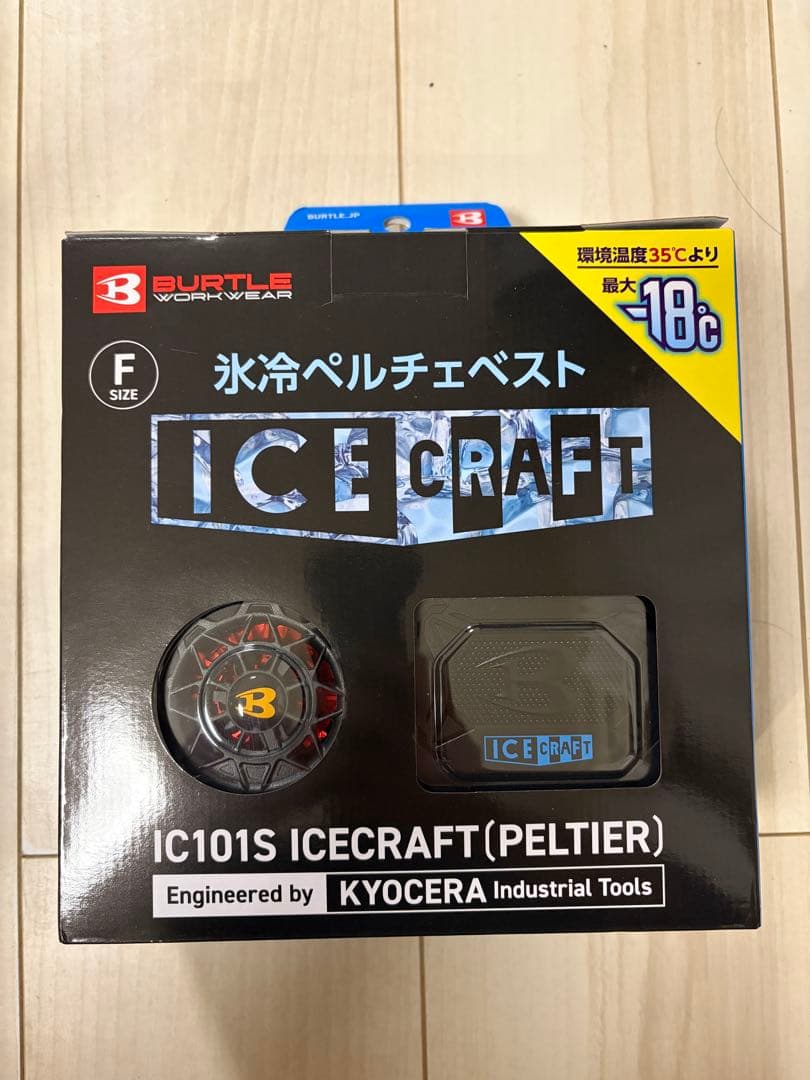 BURTLE.JP
BURTLE
WORKWEAR
環境温度35℃より
最大
-18℃
F
SIZE
氷冷ペルチェベスト
ICE CRAFT
B
ICE CRAFT
IC101S ICECRAFT(PELTIER)
Engineered by KYOCERA Industrial Tools